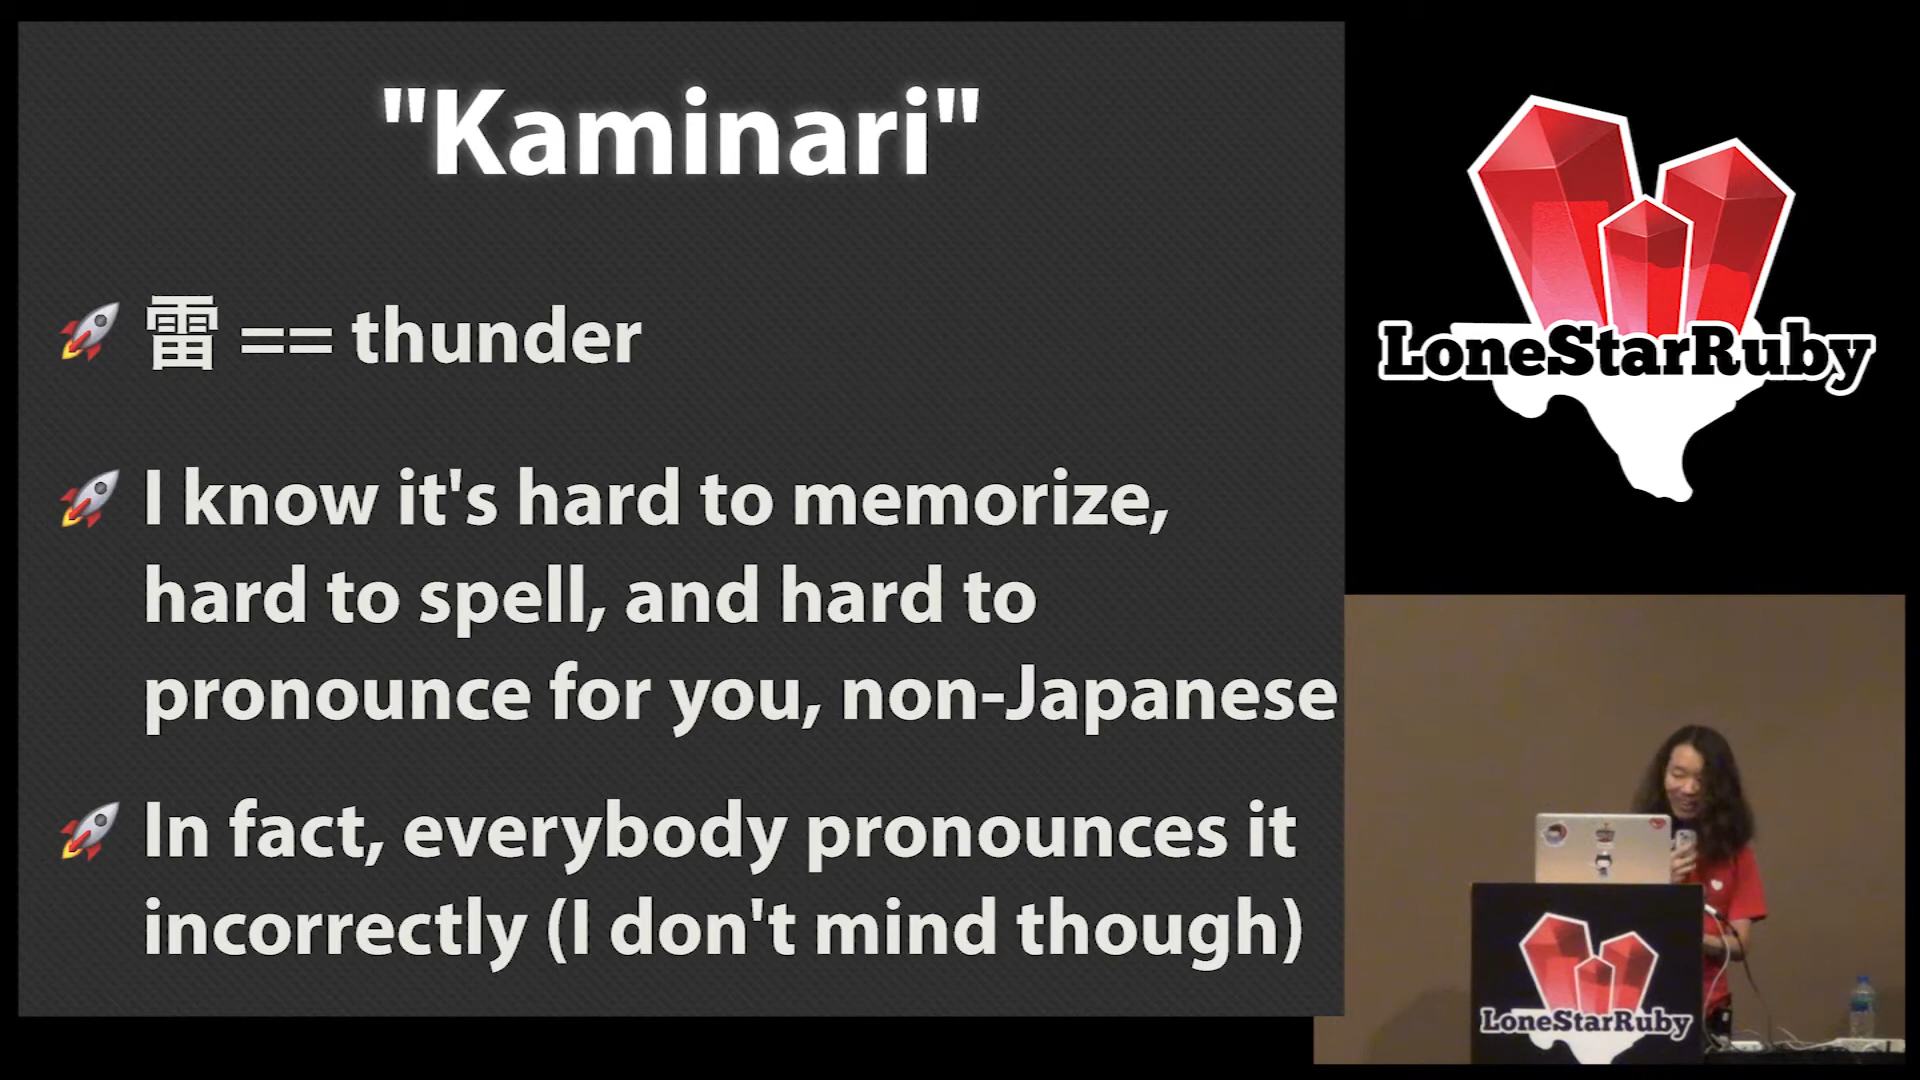 "Kaminari"
雷 == thunder
I know it's hard to memorize,
hard to spell, and hard to
pronounce for you, non-Japanese
In fact, everybody pronounces it
incorrectly (I don't mind though)
LoneStarRuby
LoneStarRuby